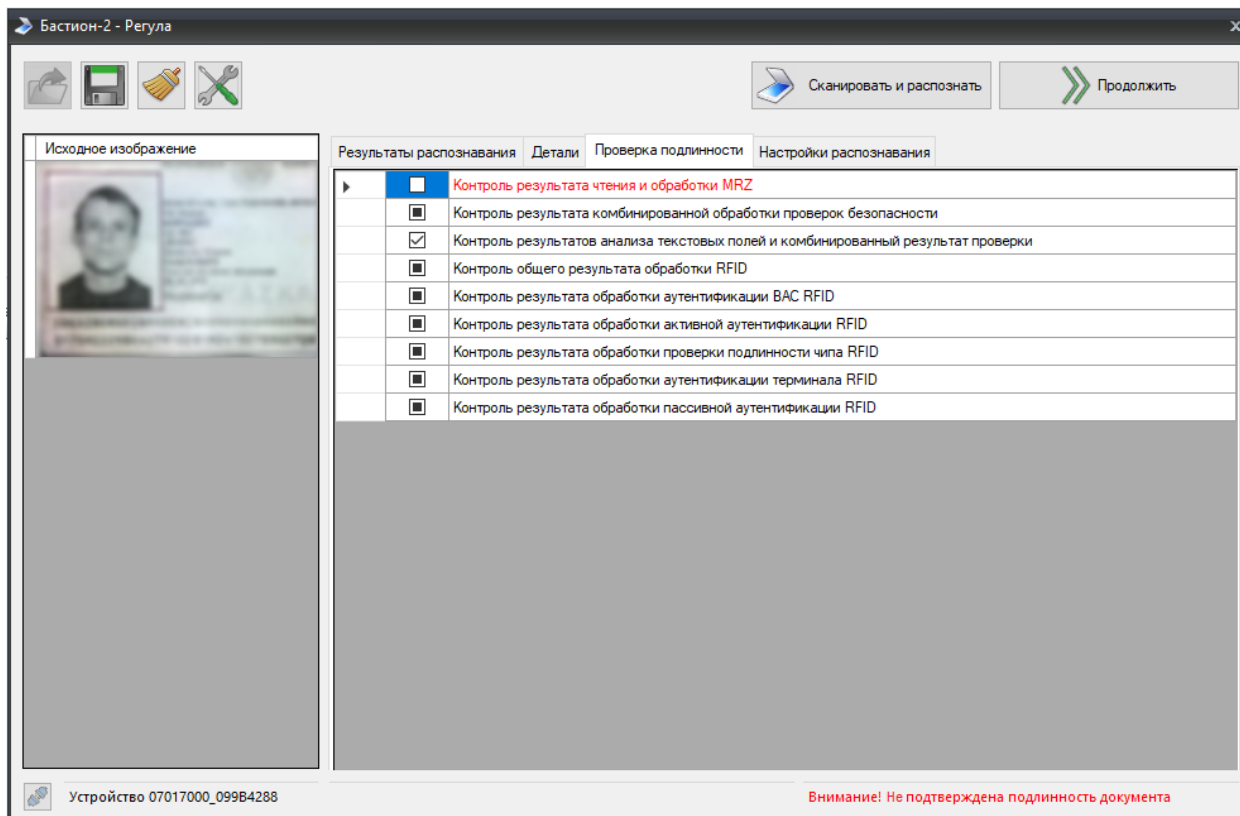 Бастион-2 - Регула
Сканировать и распознать
Продолжить
Исходное изображение
Результаты распознавания
Детали
Проверка подлинности
Настройки распознавания
Контроль результата чтения и обработки MRZ
Контроль результата комбинированной обработки проверок безопасности
Контроль результатов анализа текстовых полей и комбинированный результат проверки
Контроль общего результата обработки RFID
Контроль результата обработки аутентификации BAC RFID
Контроль результата обработки активной аутентификации RFID
Контроль результата обработки проверки подлинности чипа RFID
Контроль результата обработки аутентификации терминала RFID
Контроль результата обработки пассивной аутентификации RFID
Устройство 07017000_099B4288
Внимание! Не подтверждена подлинность документа